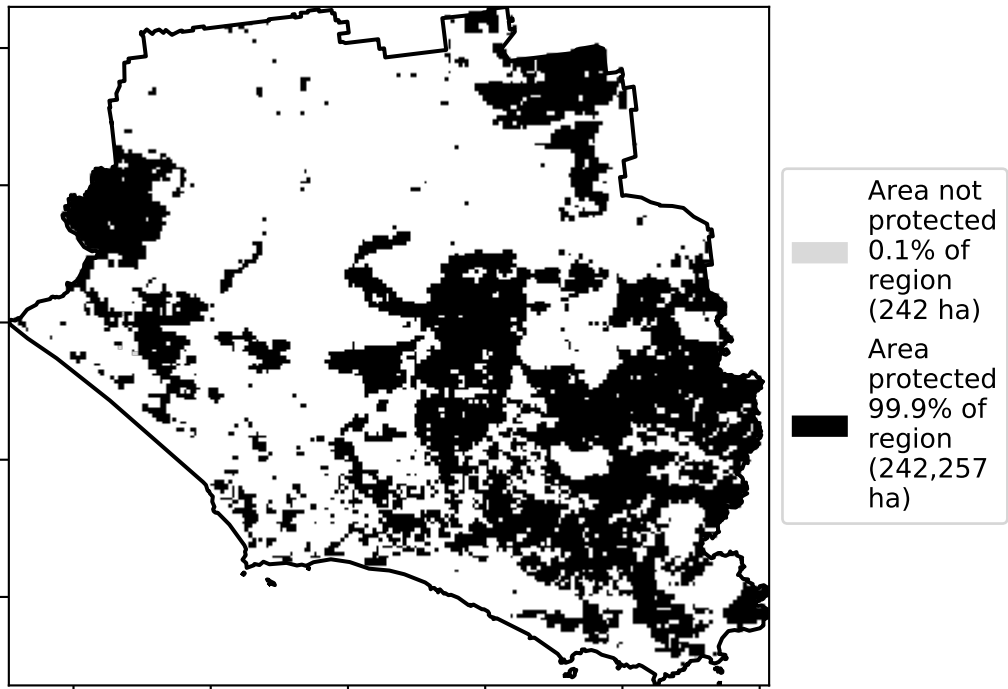 Area not
protected
0.1% of
region
(242 ha)
Area
protected
99.9% of
region
(242,257
ha)